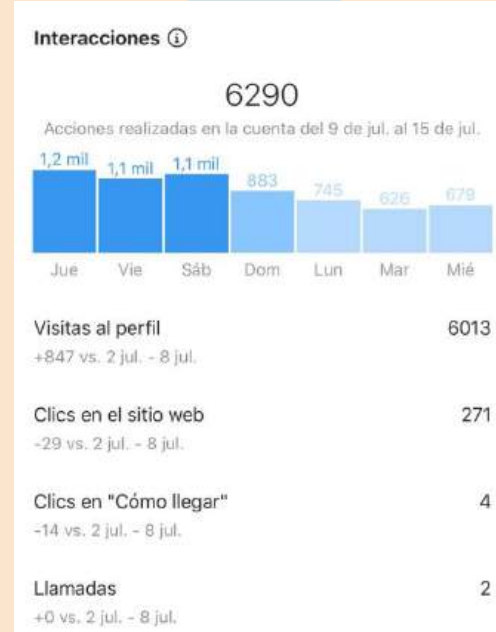 Interacciones
6290
Acciones realizadas en la cuenta del 9 de jul. al 15 de jul.
1,2 mil 1,1 mil 1,1 mil 883 745 626 679
Jue Vie Sáb Dom Lun Mar Mié
Visitas al perfil 6013
+847 vs. 2 jul. - 8 jul.
Clics en el sitio web 271
-29 vs. 2 jul. - 8 jul.
Clics en "Cómo llegar" 4
-14 vs. 2 jul. - 8 jul.
Llamadas 2
+0 vs. 2 jul. - 8 jul.